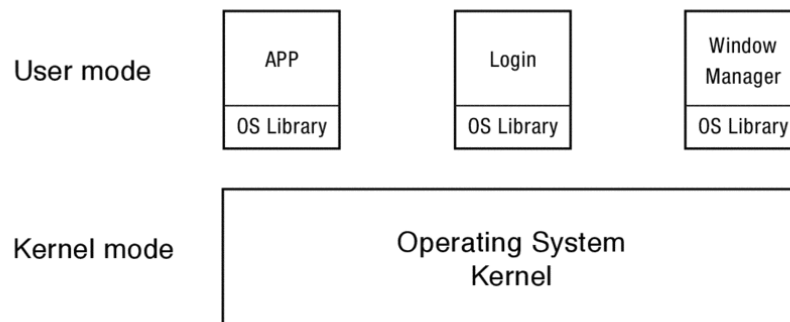 User mode
APP
OS Library
Login
OS Library
Window
Manager
OS Library
Kernel mode
Operating System
Kernel